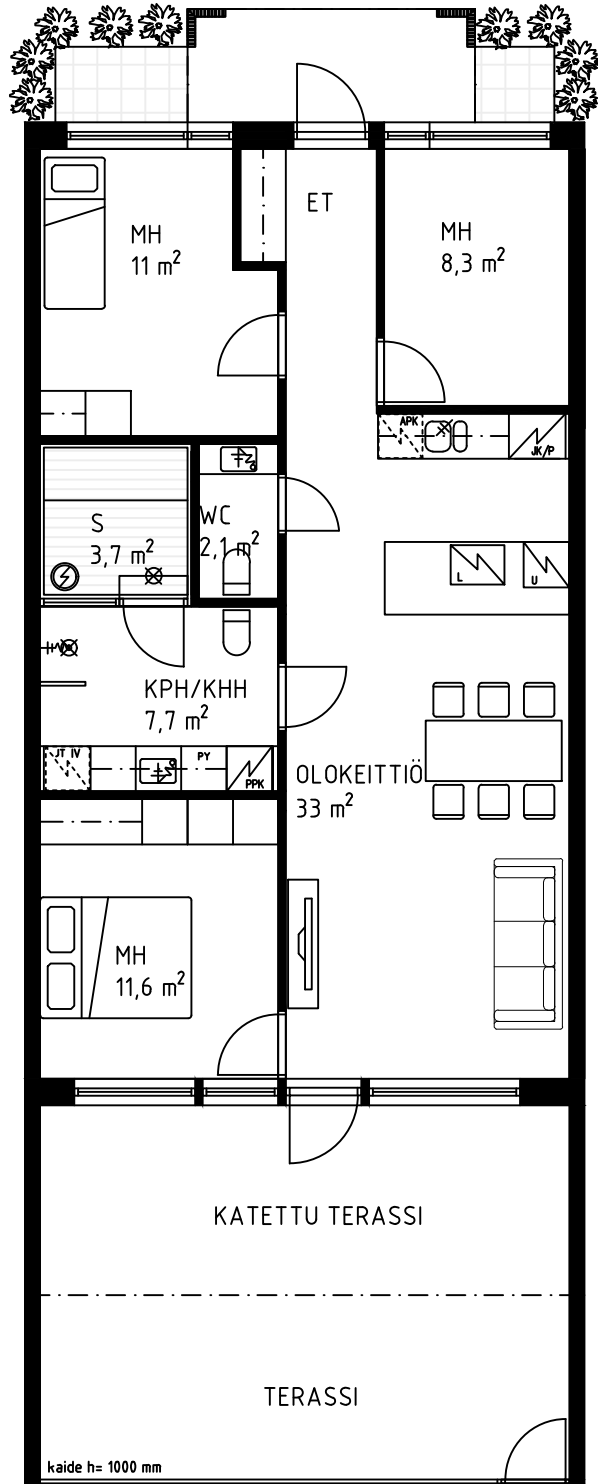 ET
MH
11 m²
MH
8,3 m²
APK
JK/P
S
3,7 m²
WC
2,1 m²
L
U
KPH/KHH
7,7 m²
JT IV
PY
PPK
OLOKEITTIÖ
33 m²
MH
11,6 m²
KATETTU TERASSI
TERASSI
kaide h= 1000 mm